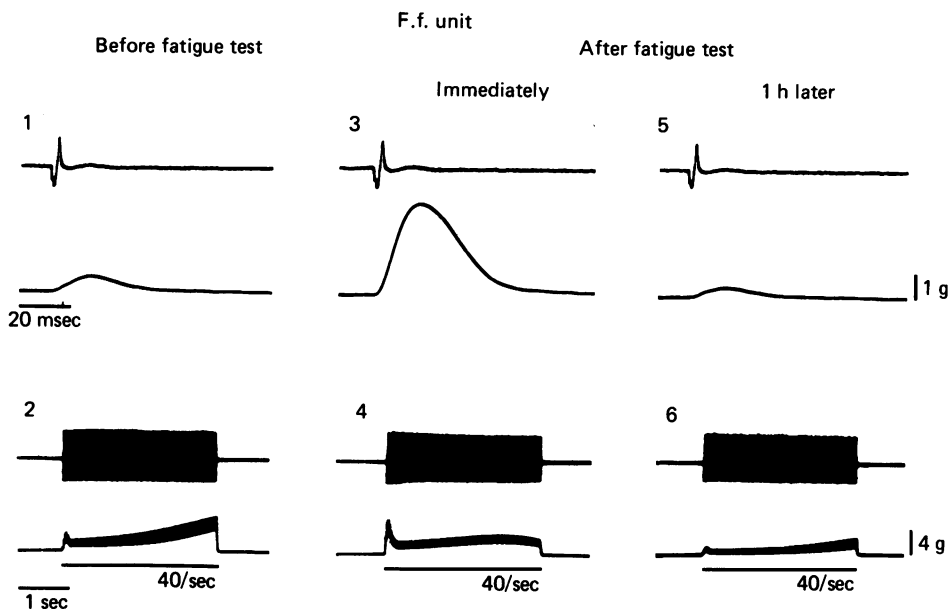 F.f. unit
Before fatigue test
After fatigue test
Immediately
1 h later
1
3
5
1 g
20 msec
2
4
6
4 g
40/sec
40/sec
40/sec
1 sec